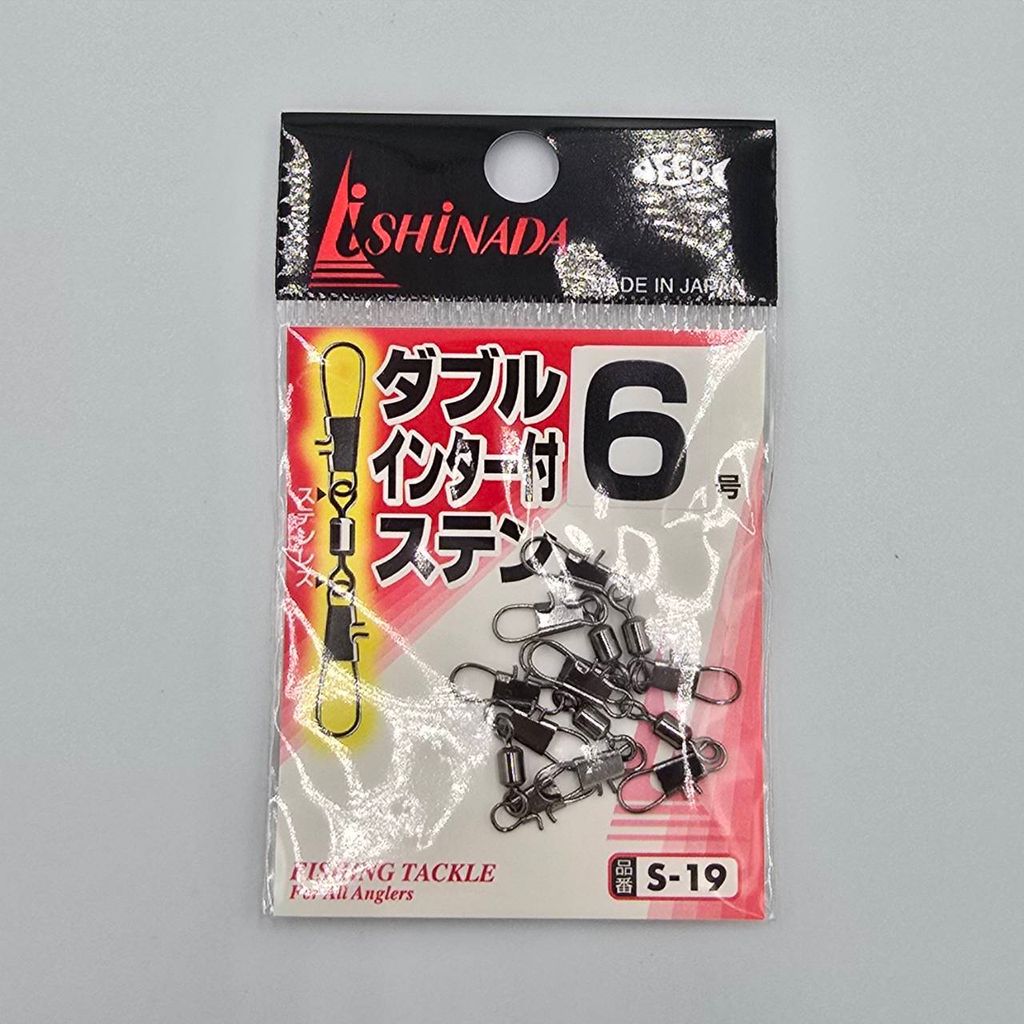 iSHiNADA
MADE IN JAPAN
ダブル
インター付
ステン
6号
ステンレス
FISHING TACKLE
For All Anglers
品番 S-19